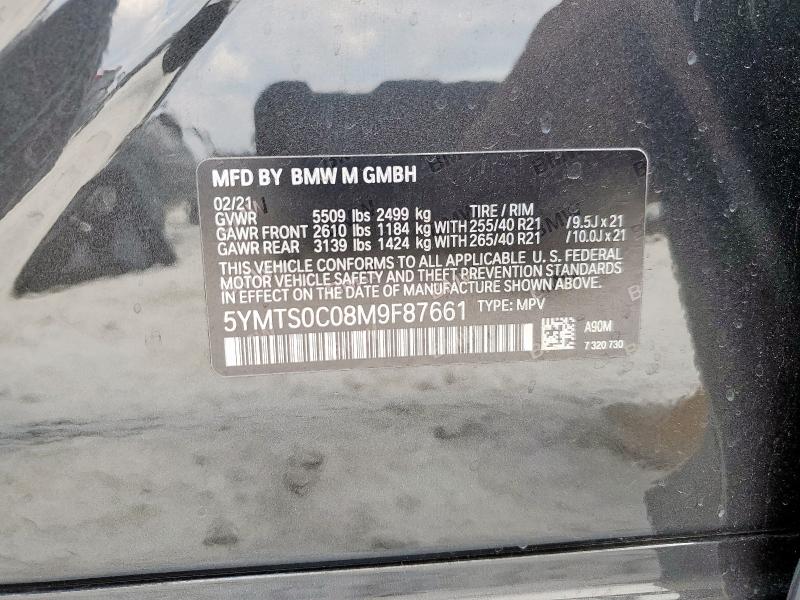 MFD BY BMW M GMBH
02/21
GVWR 5509 lbs 2499 kg TIRE / RIM
GAWR FRONT 2610 lbs 1184 kg WITH 255/40 R21 /9.5J x 21
GAWR REAR 3139 lbs 1424 kg WITH 265/40 R21 /10.0J x 21
THIS VEHICLE CONFORMS TO ALL APPLICABLE U. S. FEDERAL
MOTOR VEHICLE SAFETY AND THEFT PREVENTION STANDARDS
IN EFFECT ON THE DATE OF MANUFACTURE SHOWN ABOVE.
5YMTS0C08M9F87661 TYPE: MPV
A90M
7 320 730